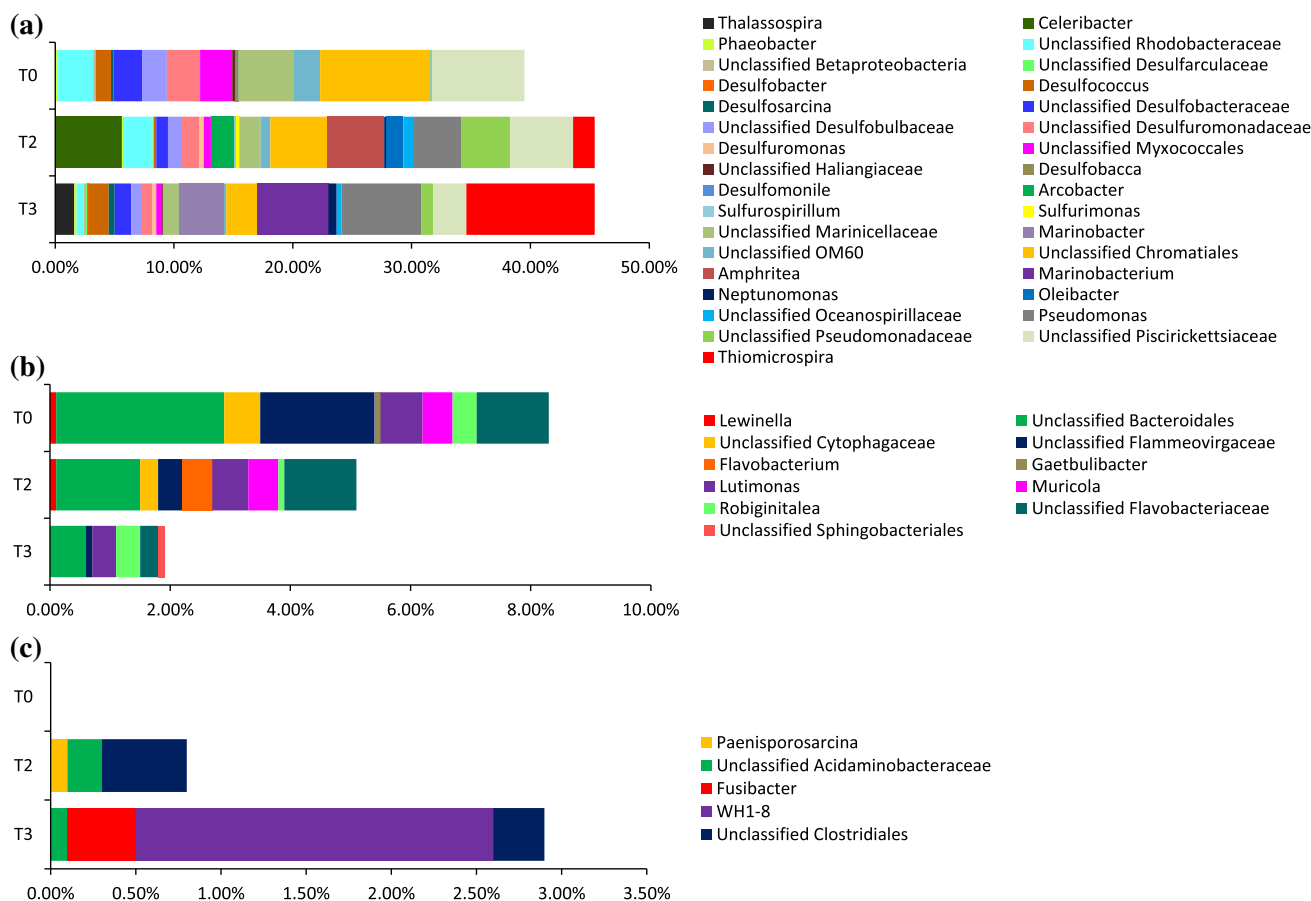 (a)
T0
T2
T3
0.00% 10.00% 20.00% 30.00% 40.00% 50.00%
Thalassospira Celeribacter
Phaeobacter Unclassified Rhodobacteraceae
Unclassified Betaproteobacteria Unclassified Desulfarculaceae
Desulfobacter Desulfococcus
Desulfosarcina Unclassified Desulfobacteraceae
Unclassified Desulfobulbaceae Unclassified Desulfuromonadaceae
Desulfuromonas Unclassified Myxococcales
Unclassified Haliangiaceae Desulfobacca
Desulfomonile Arcobacter
Sulfurospirillum Sulfurimonas
Unclassified Marinicellaceae Marinobacter
Unclassified OM60 Unclassified Chromatiales
Amphritea Marinobacterium
Neptunomonas Oleibacter
Unclassified Oceanospirillaceae Pseudomonas
Unclassified Pseudomonadaceae Unclassified Piscirickettsiaceae
Thiomicrospira
(b)
T0
T2
T3
0.00% 2.00% 4.00% 6.00% 8.00% 10.00%
Lewinella Unclassified Bacteroidales
Unclassified Cytophagaceae Unclassified Flammeovirgaceae
Flavobacterium Gaetbulibacter
Lutimonas Muricola
Robiginitalea Unclassified Flavobacteriaceae
Unclassified Sphingobacteriales
(c)
T0
T2
T3
0.00% 0.50% 1.00% 1.50% 2.00% 2.50% 3.00% 3.50%
Paenisporosarcina
Unclassified Acidaminobacteraceae
Fusibacter
WH1-8
Unclassified Clostridiales